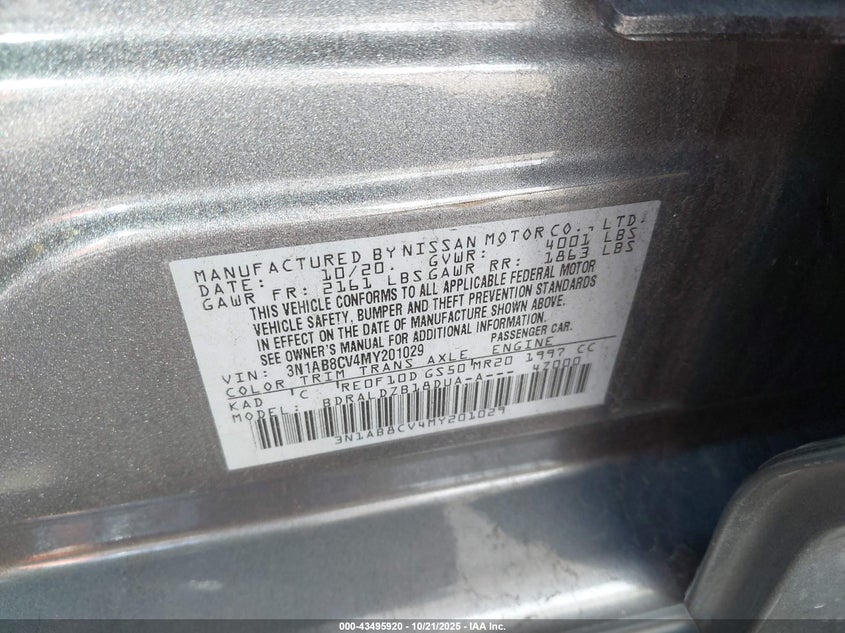 MANUFACTURED BY NISSAN MOTOR CO., LTD.
DATE: 10/20. GVWR: 4001 LBS
GAWR FR: 2161 LBS GAWR RR: 1863 LBS
THIS VEHICLE CONFORMS TO ALL APPLICABLE FEDERAL MOTOR
VEHICLE SAFETY, BUMPER AND THEFT PREVENTION STANDARDS
IN EFFECT ON THE DATE OF MANUFACTURE SHOWN ABOVE.
SEE OWNER'S MANUAL FOR ADDITIONAL INFORMATION.
VIN: 3N1AB8CV4MY201029 PASSENGER CAR.
COLOR TRIM TRANS AXLE ENGINE
KAD C RE0F10D GS50 MR20 1997 CC
MODEL: BDRALDZB18DUA-A--- 4Z000
3N1AB8CV4MY201029
000-43495920 - 10/21/2025 - IAA Inc.